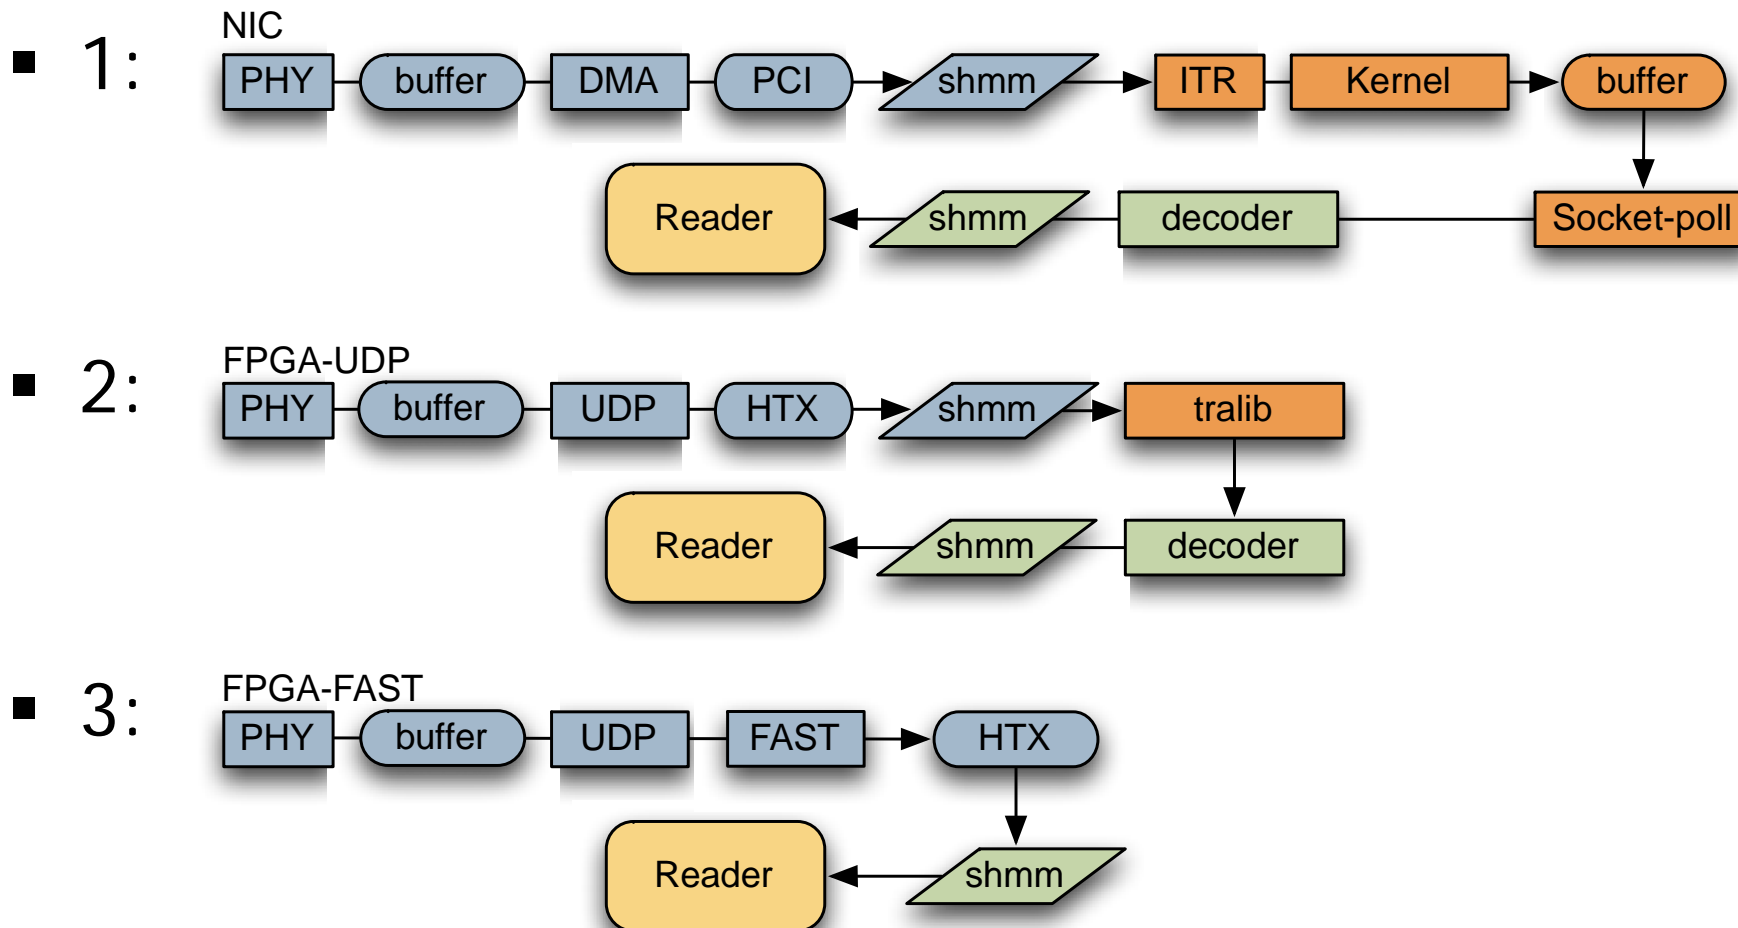 NIC
▪ 1:
PHY buffer DMA PCI shmm ITR Kernel buffer
Reader shmm decoder Socket-poll
FPGA-UDP
▪ 2:
PHY buffer UDP HTX shmm tralib
Reader shmm decoder
FPGA-FAST
▪ 3:
PHY buffer UDP FAST HTX
Reader shmm